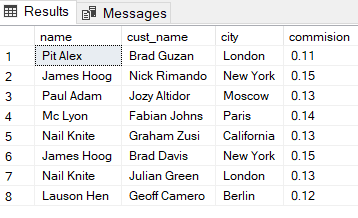 Results Messages
name cust_name city commision
1 Pit Alex Brad Guzan London 0.11
2 James Hoog Nick Rimando New York 0.15
3 Paul Adam Jozy Altidor Moscow 0.13
4 Mc Lyon Fabian Johns Paris 0.14
5 Nail Knite Graham Zusi California 0.13
6 James Hoog Brad Davis New York 0.15
7 Nail Knite Julian Green London 0.13
8 Lauson Hen Geoff Camero Berlin 0.12